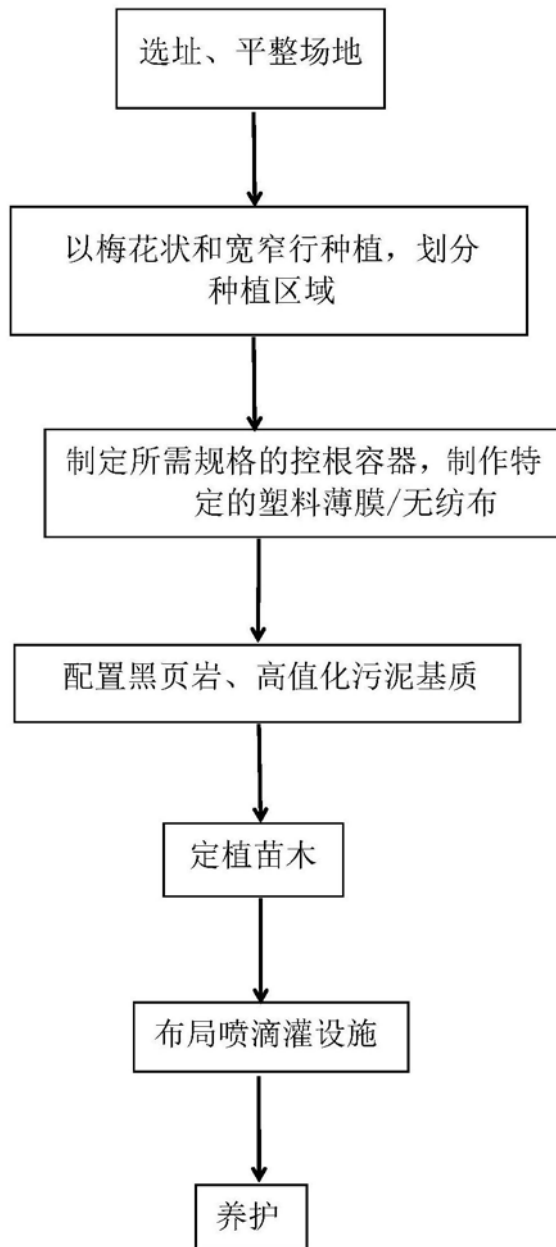 选址、平整场地
以梅花状和宽窄行种植，划分
种植区域
制定所需规格的控根容器，制作特
定的塑料薄膜/无纺布
配置黑页岩、高值化污泥基质
定植苗木
布局喷滴灌设施
养护